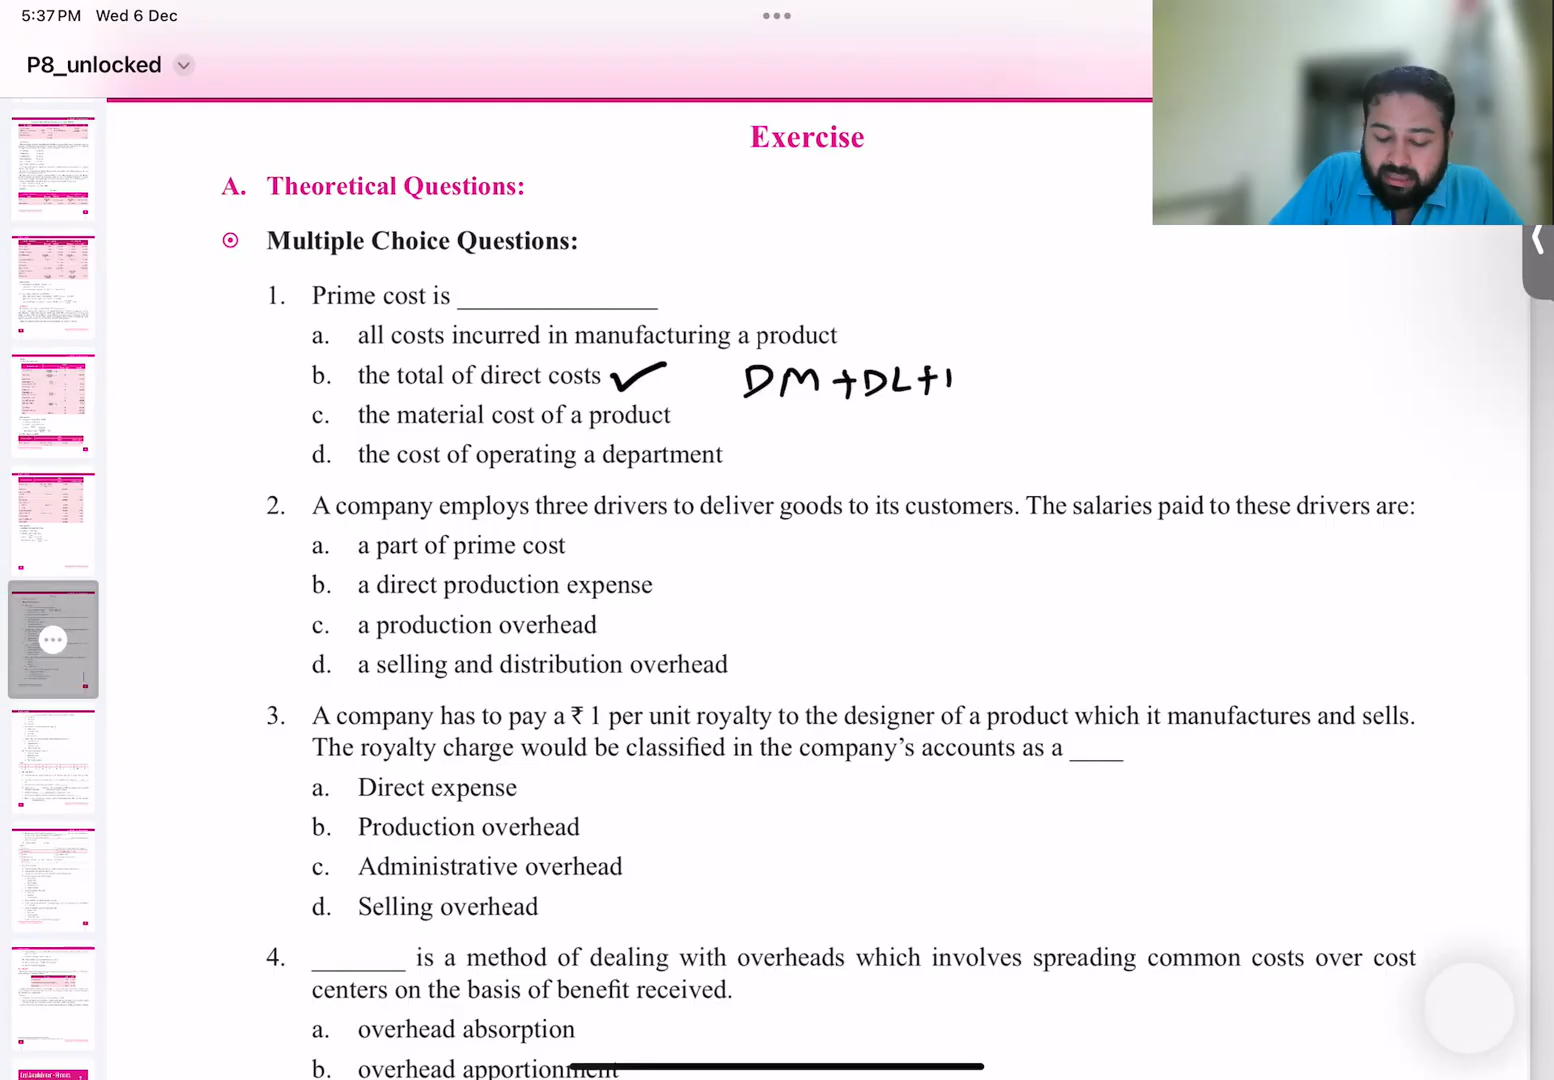 5:37 PM Wed 6 Dec
P8_unlocked
Exercise
A. Theoretical Questions:
Multiple Choice Questions:
1. Prime cost is ______________
a. all costs incurred in manufacturing a product
b. the total of direct costs ✓ DM + DL + I
c. the material cost of a product
d. the cost of operating a department
2. A company employs three drivers to deliver goods to its customers. The salaries paid to these drivers are:
a. a part of prime cost
b. a direct production expense
c. a production overhead
d. a selling and distribution overhead
3. A company has to pay a ₹ 1 per unit royalty to the designer of a product which it manufactures and sells.
The royalty charge would be classified in the company's accounts as a ____
a. Direct expense
b. Production overhead
c. Administrative overhead
d. Selling overhead
4. _______ is a method of dealing with overheads which involves spreading common costs over cost
centers on the basis of benefit received.
a. overhead absorption
b. overhead apportionment